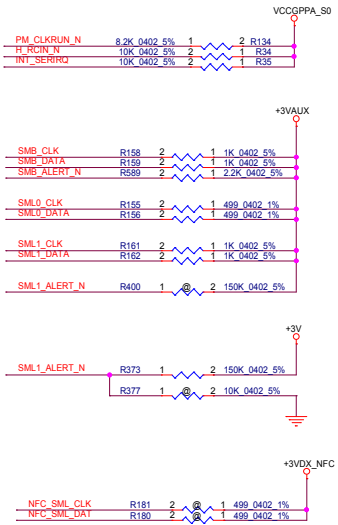 VCCGPPA_S0
PM_CLKRUN_N 8.2K_0402_5% 1 2 R134
H_RCIN_N 10K_0402_5% 1 2 R34
INT_SERIRQ 10K_0402_5% 1 2 R35
+3VAUX
SMB_CLK R158 2 1 1K_0402_5%
SMB_DATA R159 2 1 1K_0402_5%
SMB_ALERT_N R589 2 1 2.2K_0402_5%
SML0_CLK R155 2 1 499_0402_1%
SML0_DATA R156 2 1 499_0402_1%
SML1_CLK R161 2 1 1K_0402_5%
SML1_DATA R162 2 1 1K_0402_5%
SML1_ALERT_N R400 1 @ 2 150K_0402_5%
+3V
SML1_ALERT_N R373 1 2 150K_0402_5%
R377 1 @ 2 10K_0402_5%
+3VDX_NFC
NFC_SML_CLK R181 2 @ 1 499_0402_1%
NFC_SML_DAT R180 2 @ 1 499_0402_1%